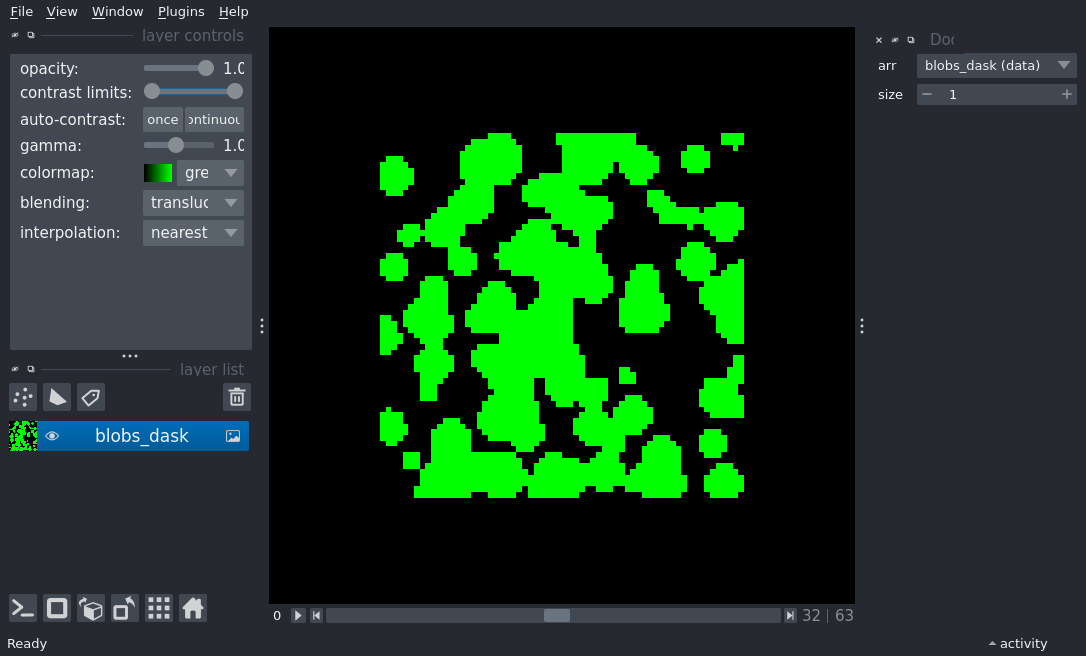 File View Window Plugins Help
layer controls
opacity: 1.0
contrast limits:
auto-contrast: once ontinuou
gamma: 1.0
colormap: gre
blending: transluc
interpolation: nearest
layer list
blobs_dask
0 32 | 63
Ready
Doc
arr blobs_dask (data)
size 1
activity